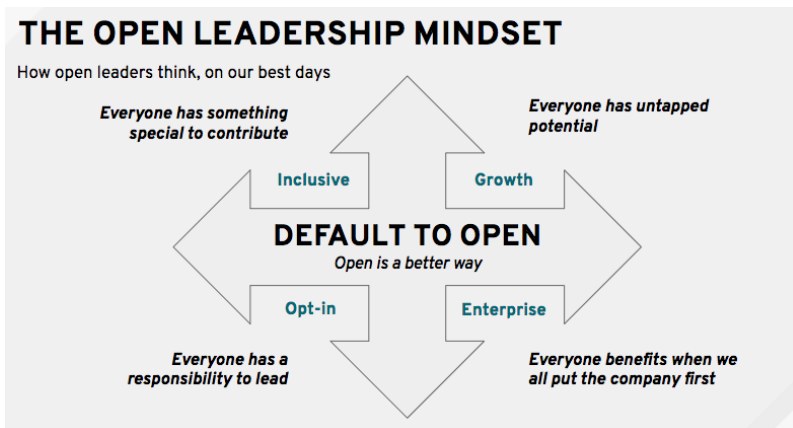 THE OPEN LEADERSHIP MINDSET
How open leaders think, on our best days
Everyone has something
special to contribute
Everyone has untapped
potential
Inclusive
Growth
DEFAULT TO OPEN
Open is a better way
Opt-in
Enterprise
Everyone has a
responsibility to lead
Everyone benefits when we
all put the company first